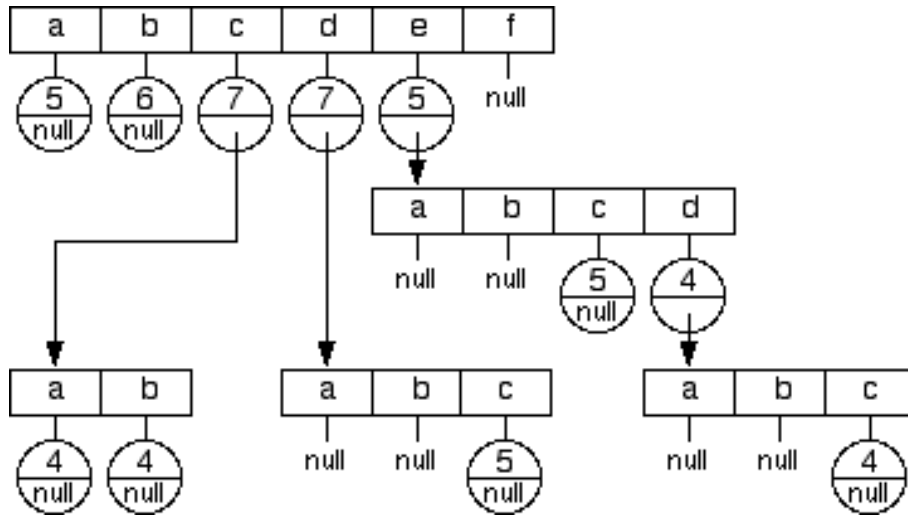 a b c d e f
5 6 7 7 5 null
null null
a b c d
null null 5 4
null
a b a b c a b c
4 4 null null 5 null null 4
null null null null